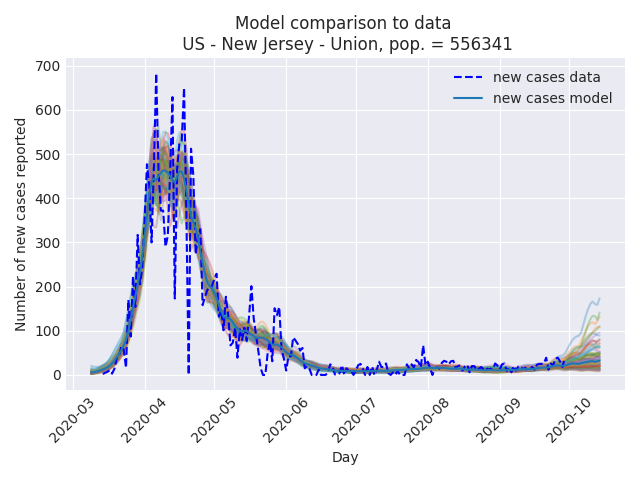 Model comparison to data
US - New Jersey - Union, pop. = 556341
new cases data
new cases model
Number of new cases reported
700
600
500
400
300
200
100
0
2020-03
2020-04
2020-05
2020-06
2020-07
2020-08
2020-09
2020-10
Day